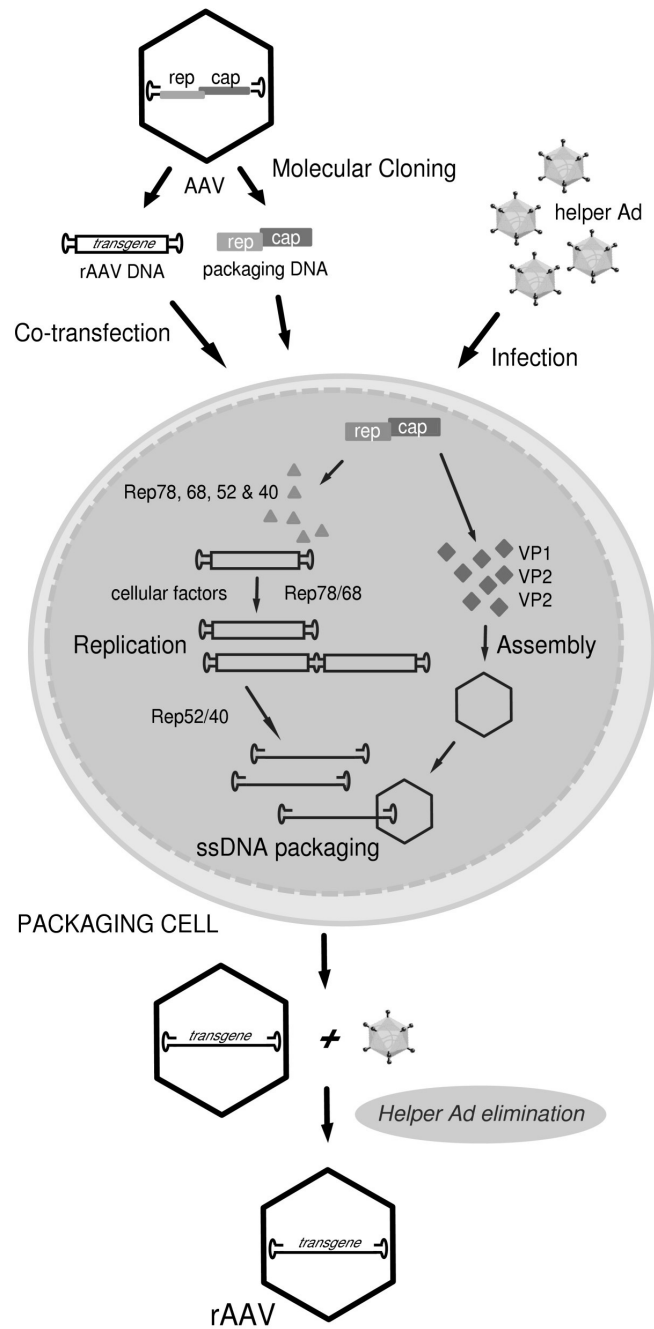 rep cap
AAV
Molecular Cloning
helper Ad
transgene
rep cap
rAAV DNA
packaging DNA
Co-transfection
Infection
rep cap
Rep78, 68, 52 & 40
VP1
VP2
VP2
cellular factors
Rep78/68
Replication
Assembly
Rep52/40
ssDNA packaging
PACKAGING CELL
transgene
+
Helper Ad elimination
transgene
rAAV